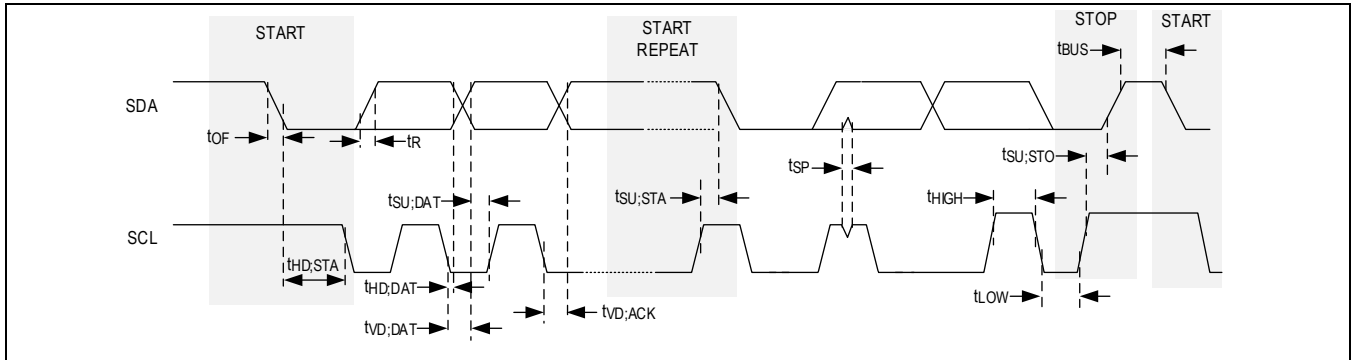 START
START
REPEAT
STOP
START
tBUS
SDA
tOF
tR
tSP
tSU;STO
tSU;DAT
tSU;STA
tHIGH
SCL
tHD;STA
tHD;DAT
tLOW
tVD;ACK
tVD;DAT